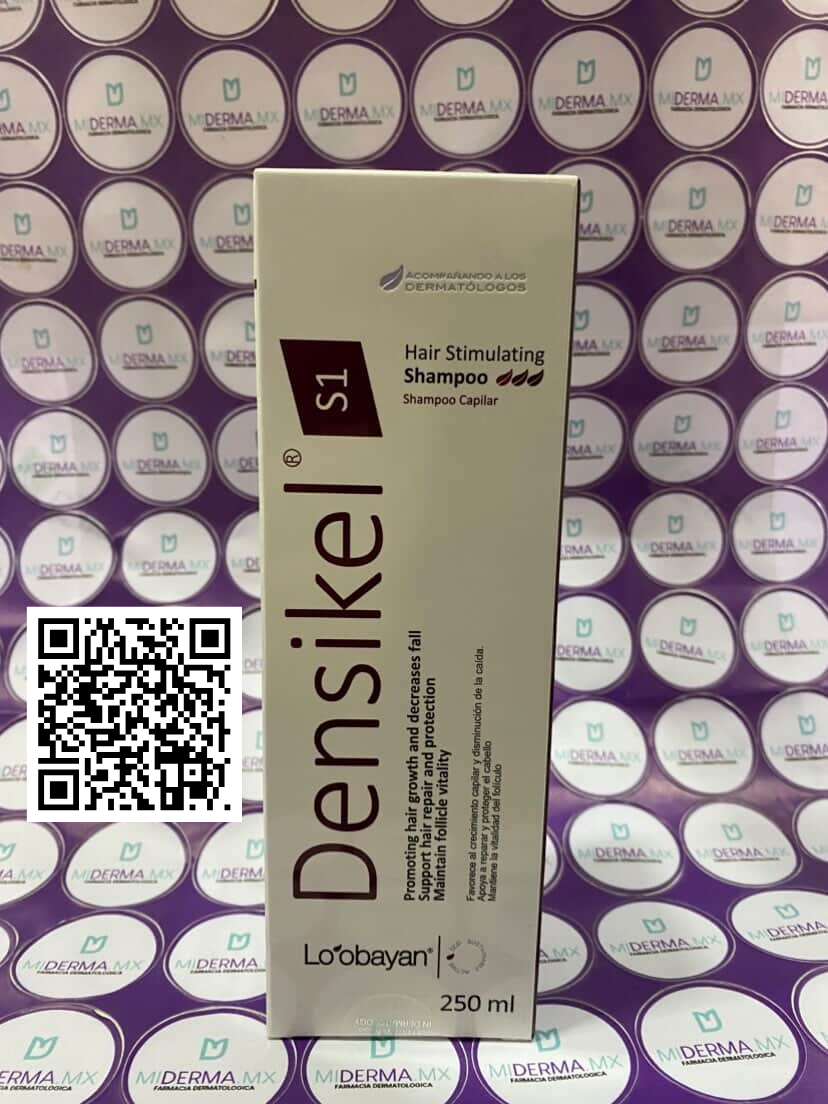 ACOMPAÑANDO A LOS
DERMATÓLOGOS
Hair Stimulating
Shampoo
Shampoo Capilar
S1
Densikel®
Promoting hair growth and decreases fall
Support hair repair and protection
Maintain follicle vitality
Favorece al crecimiento capilar y disminución de la caída.
Apoya a reparar y proteger el cabello
Mantiene la vitalidad del folículo
Lo'obayan®
250 ml
MIDERMA.MX
FARMACIA DERMATOLOGICA